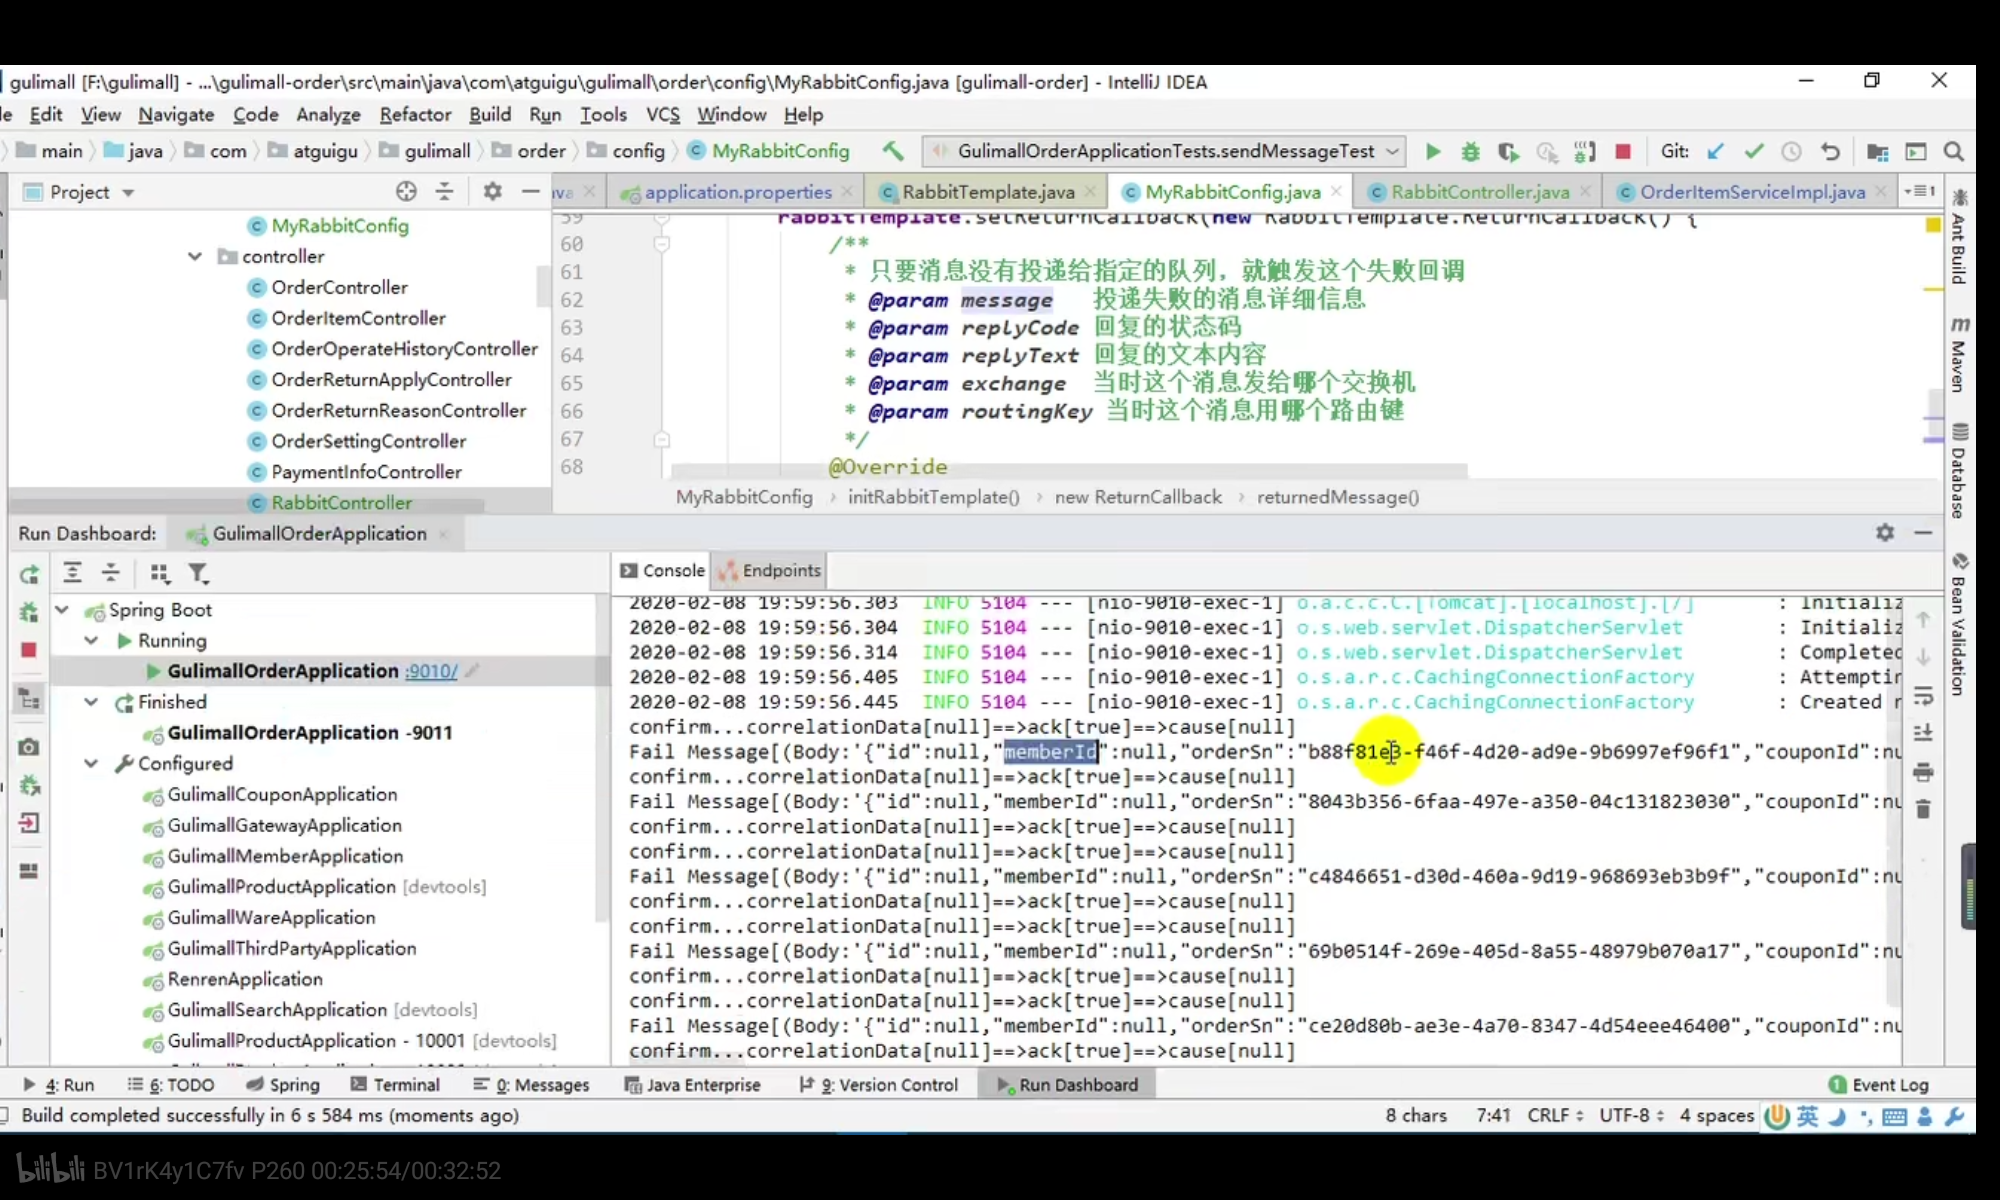 gulimall [F:\gulimall] - ...\gulimall-order\src\main\java\com\atguigu\gulimall\order\config\MyRabbitConfig.java [gulimall-order] - IntelliJ IDEA
Edit View Navigate Code Analyze Refactor Build Run Tools VCS Window Help
main java com atguigu gulimall order config MyRabbitConfig GulimallOrderApplicationTests.sendMessageTest Git:
Project
application.properties RabbitTemplate.java MyRabbitConfig.java RabbitController.java OrderItemServiceImpl.java
MyRabbitConfig
controller
OrderController
OrderItemController
OrderOperateHistoryController
OrderReturnApplyController
OrderReturnReasonController
OrderSettingController
PaymentInfoController
RabbitController
59 rabbitTemplate.setReturnCallback(new RabbitTemplate.ReturnCallback() {
60 /**
61 * 只要消息没有投递给指定的队列，就触发这个失败回调
62 * @param message 投递失败的消息详细信息
63 * @param replyCode 回复的状态码
64 * @param replyText 回复的文本内容
65 * @param exchange 当时这个消息发给哪个交换机
66 * @param routingKey 当时这个消息用哪个路由键
67 */
68 @Override
MyRabbitConfig › initRabbitTemplate() › new ReturnCallback › returnedMessage()
Ant Build
Maven
Database
Bean Validation
Run Dashboard: GulimallOrderApplication
Spring Boot
Running
GulimallOrderApplication :9010/
Finished
GulimallOrderApplication -9011
Configured
GulimallCouponApplication
GulimallGatewayApplication
GulimallMemberApplication
GulimallProductApplication [devtools]
GulimallWareApplication
GulimallThirdPartyApplication
RenrenApplication
GulimallSearchApplication [devtools]
GulimallProductApplication - 10001 [devtools]
Console Endpoints
2020-02-08 19:59:56.303 INFO 5104 --- [nio-9010-exec-1] o.a.c.c.C.[Tomcat].[localhost].[/] : Initializ
2020-02-08 19:59:56.304 INFO 5104 --- [nio-9010-exec-1] o.s.web.servlet.DispatcherServlet : Initializ
2020-02-08 19:59:56.314 INFO 5104 --- [nio-9010-exec-1] o.s.web.servlet.DispatcherServlet : Completed
2020-02-08 19:59:56.405 INFO 5104 --- [nio-9010-exec-1] o.s.a.r.c.CachingConnectionFactory : Attemptin
2020-02-08 19:59:56.445 INFO 5104 --- [nio-9010-exec-1] o.s.a.r.c.CachingConnectionFactory : Created n
confirm...correlationData[null]==>ack[true]==>cause[null]
Fail Message[(Body:'{"id":null,"memberId":null,"orderSn":"b88f81e3-f46f-4d20-ad9e-9b6997ef96f1","couponId":nu
confirm...correlationData[null]==>ack[true]==>cause[null]
Fail Message[(Body:'{"id":null,"memberId":null,"orderSn":"8043b356-6faa-497e-a350-04c131823030","couponId":nu
confirm...correlationData[null]==>ack[true]==>cause[null]
confirm...correlationData[null]==>ack[true]==>cause[null]
Fail Message[(Body:'{"id":null,"memberId":null,"orderSn":"c4846651-d30d-460a-9d19-968693eb3b9f","couponId":nu
confirm...correlationData[null]==>ack[true]==>cause[null]
confirm...correlationData[null]==>ack[true]==>cause[null]
Fail Message[(Body:'{"id":null,"memberId":null,"orderSn":"69b0514f-269e-405d-8a55-48979b070a17","couponId":nu
confirm...correlationData[null]==>ack[true]==>cause[null]
confirm...correlationData[null]==>ack[true]==>cause[null]
Fail Message[(Body:'{"id":null,"memberId":null,"orderSn":"ce20d80b-ae3e-4a70-8347-4d54eee46400","couponId":nu
confirm...correlationData[null]==>ack[true]==>cause[null]
4: Run 6: TODO Spring Terminal 0: Messages Java Enterprise 9: Version Control Run Dashboard 1 Event Log
Build completed successfully in 6 s 584 ms (moments ago) 8 chars 7:41 CRLF UTF-8 4 spaces 英
bilibili BV1rK4y1C7fv P260 00:25:54/00:32:52